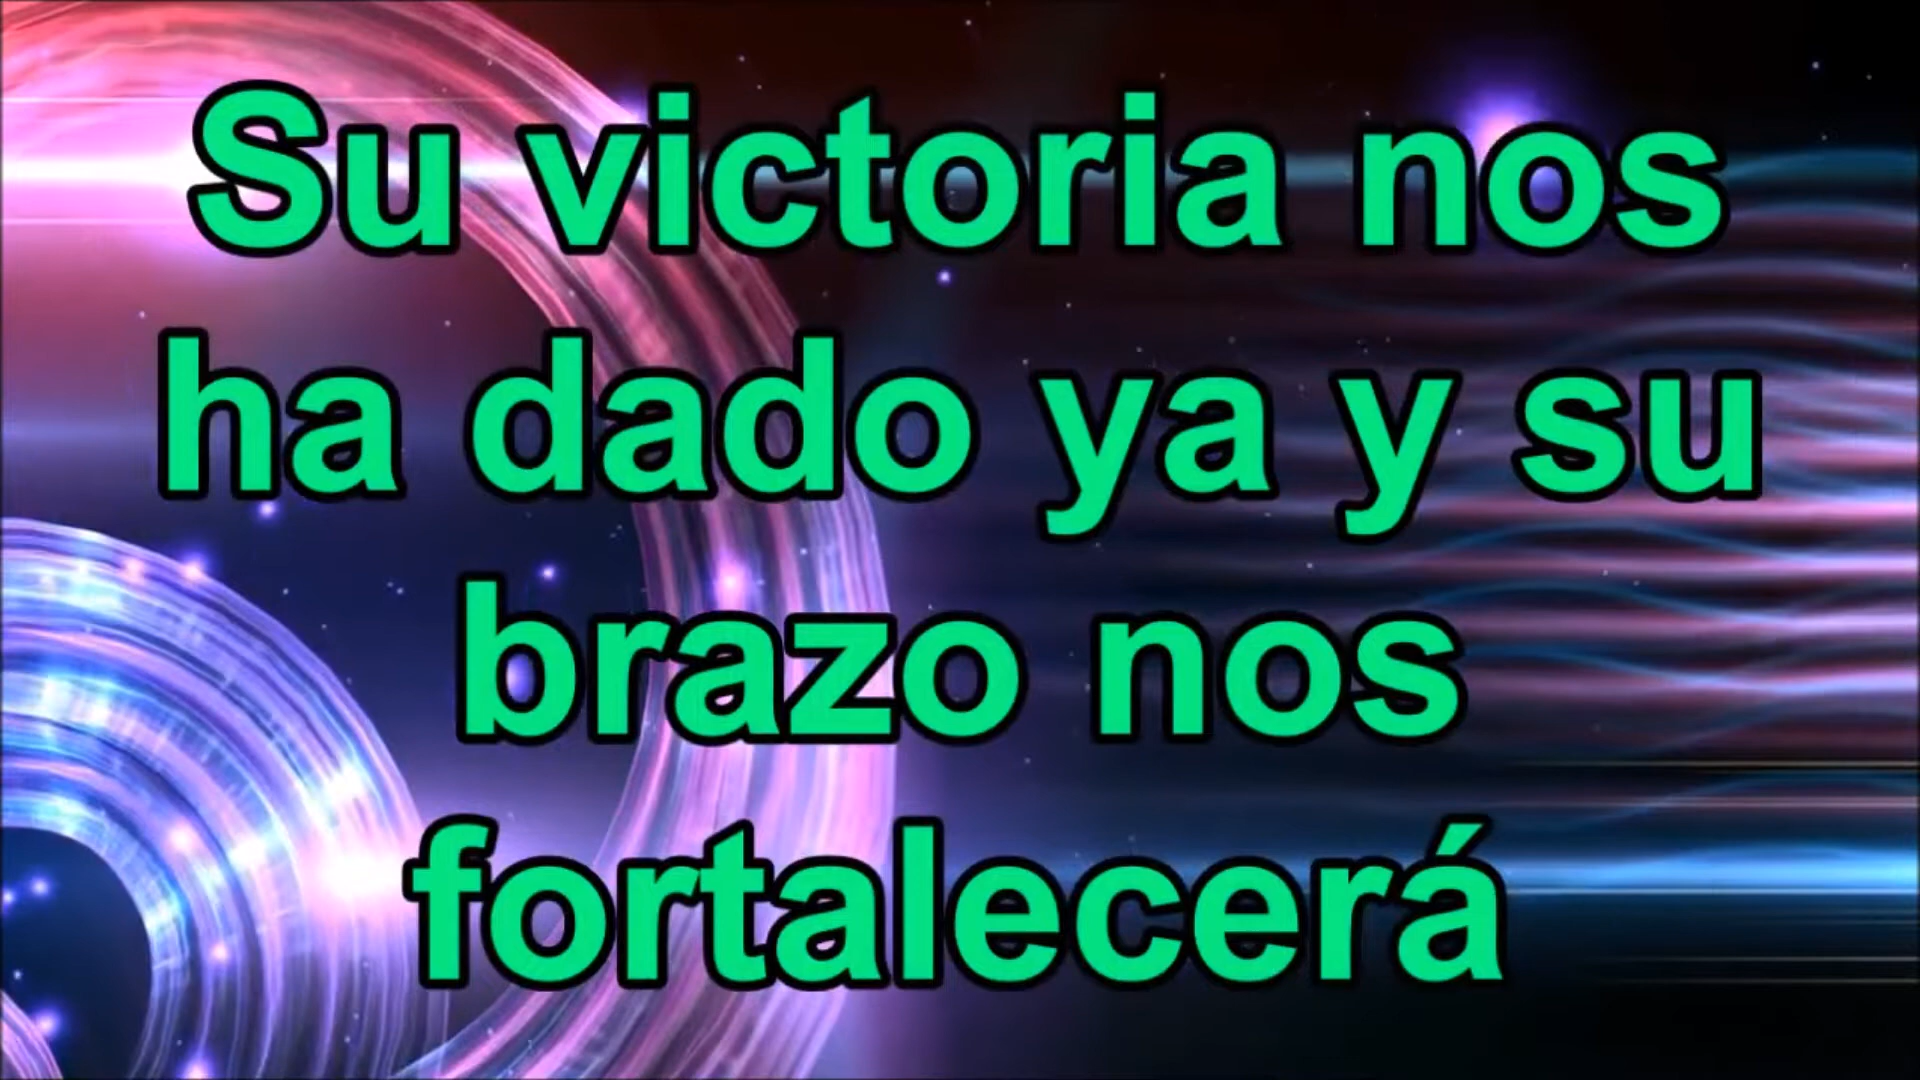 Su victoria nos
ha dado ya y su
brazo nos
fortalecerá